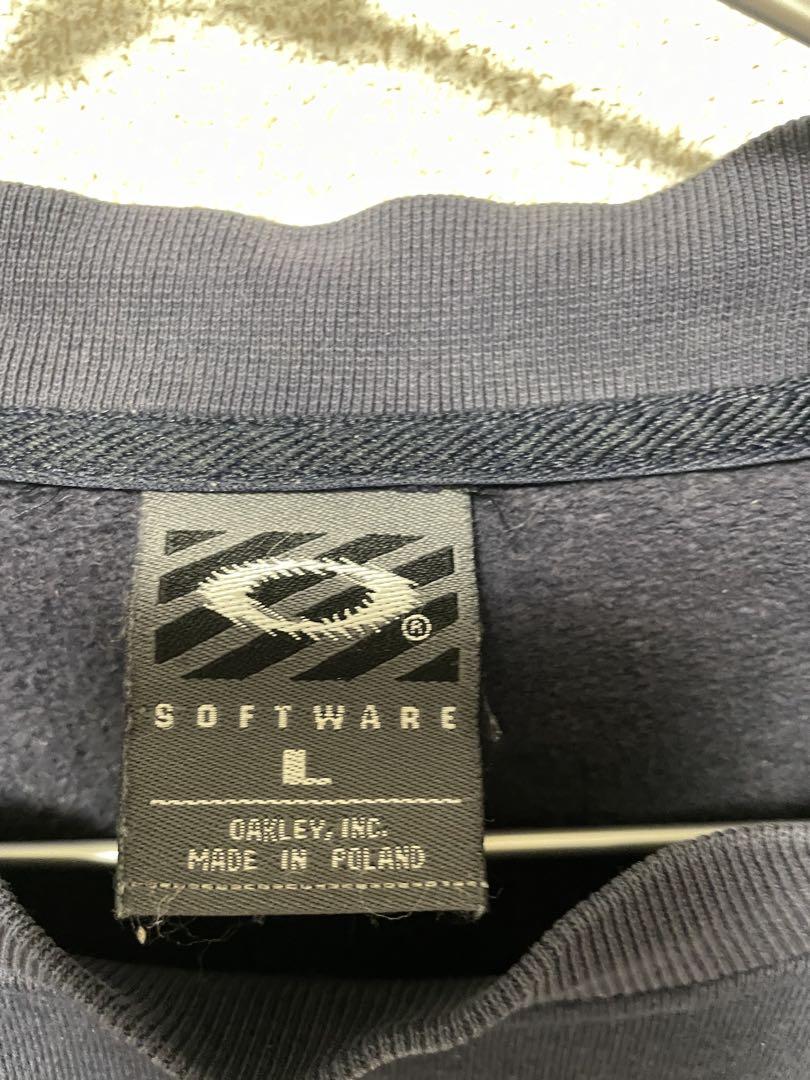 ®
SOFTWARE
L
OAKLEY, INC.
MADE IN POLAND